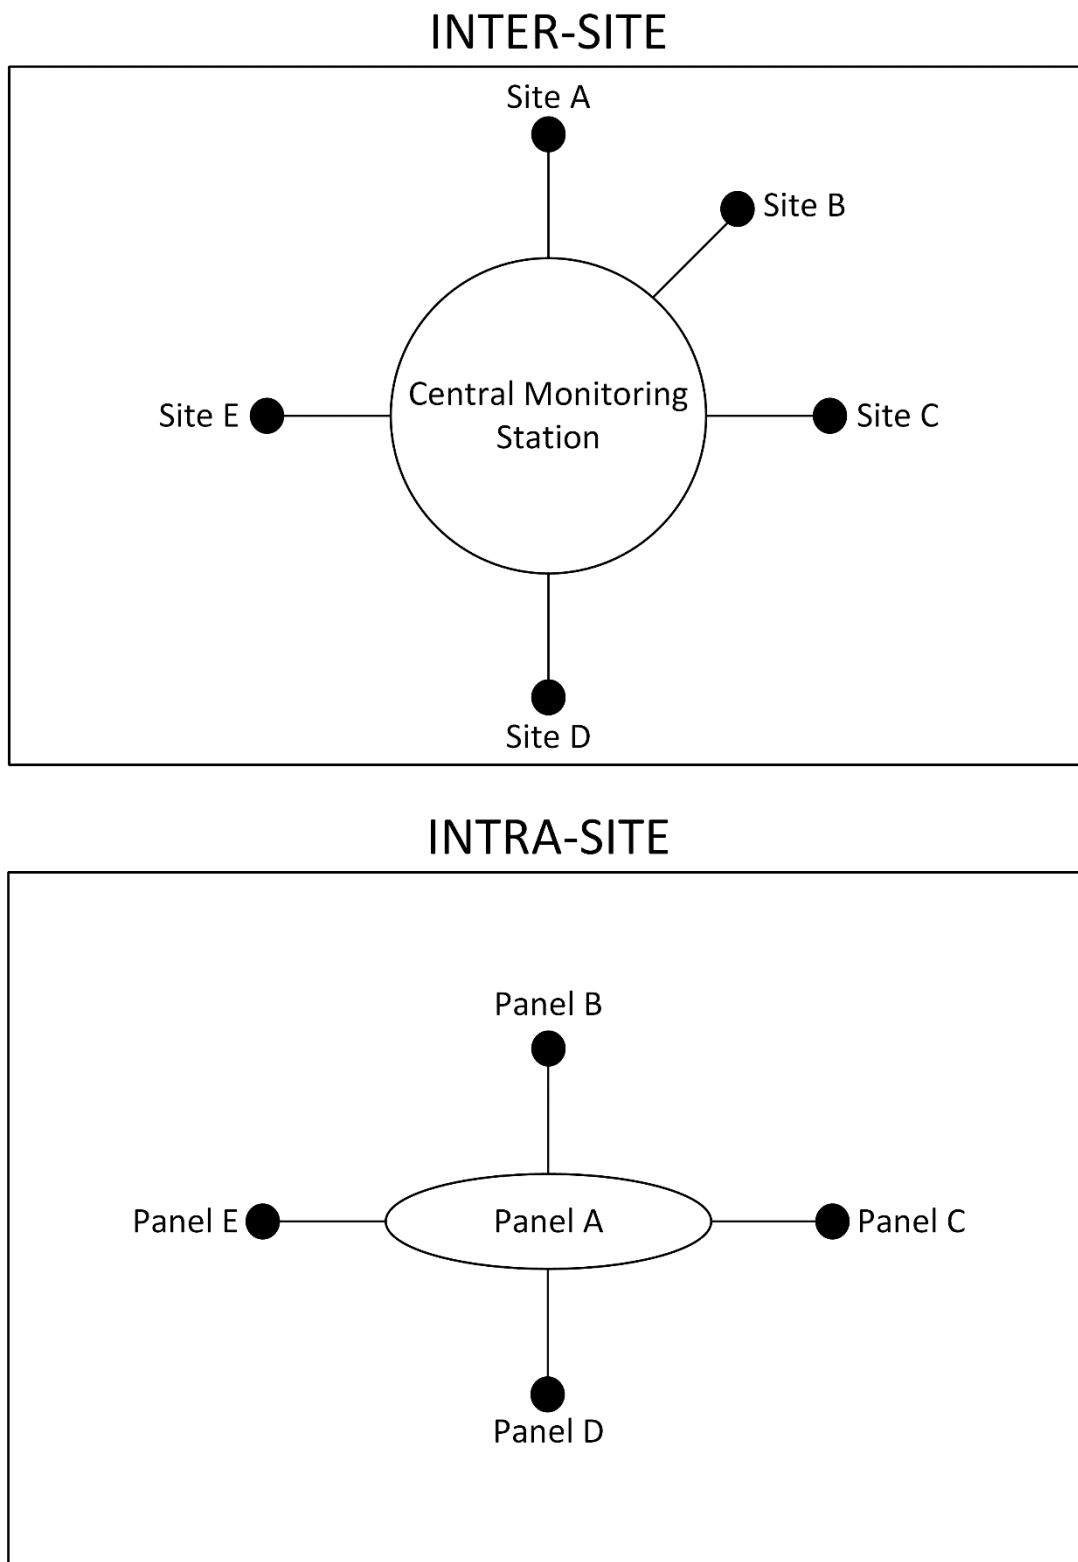 INTER-SITE
Site A
Site B
Central Monitoring
Station
Site E
Site C
Site D
INTRA-SITE
Panel B
Panel E
Panel A
Panel C
Panel D